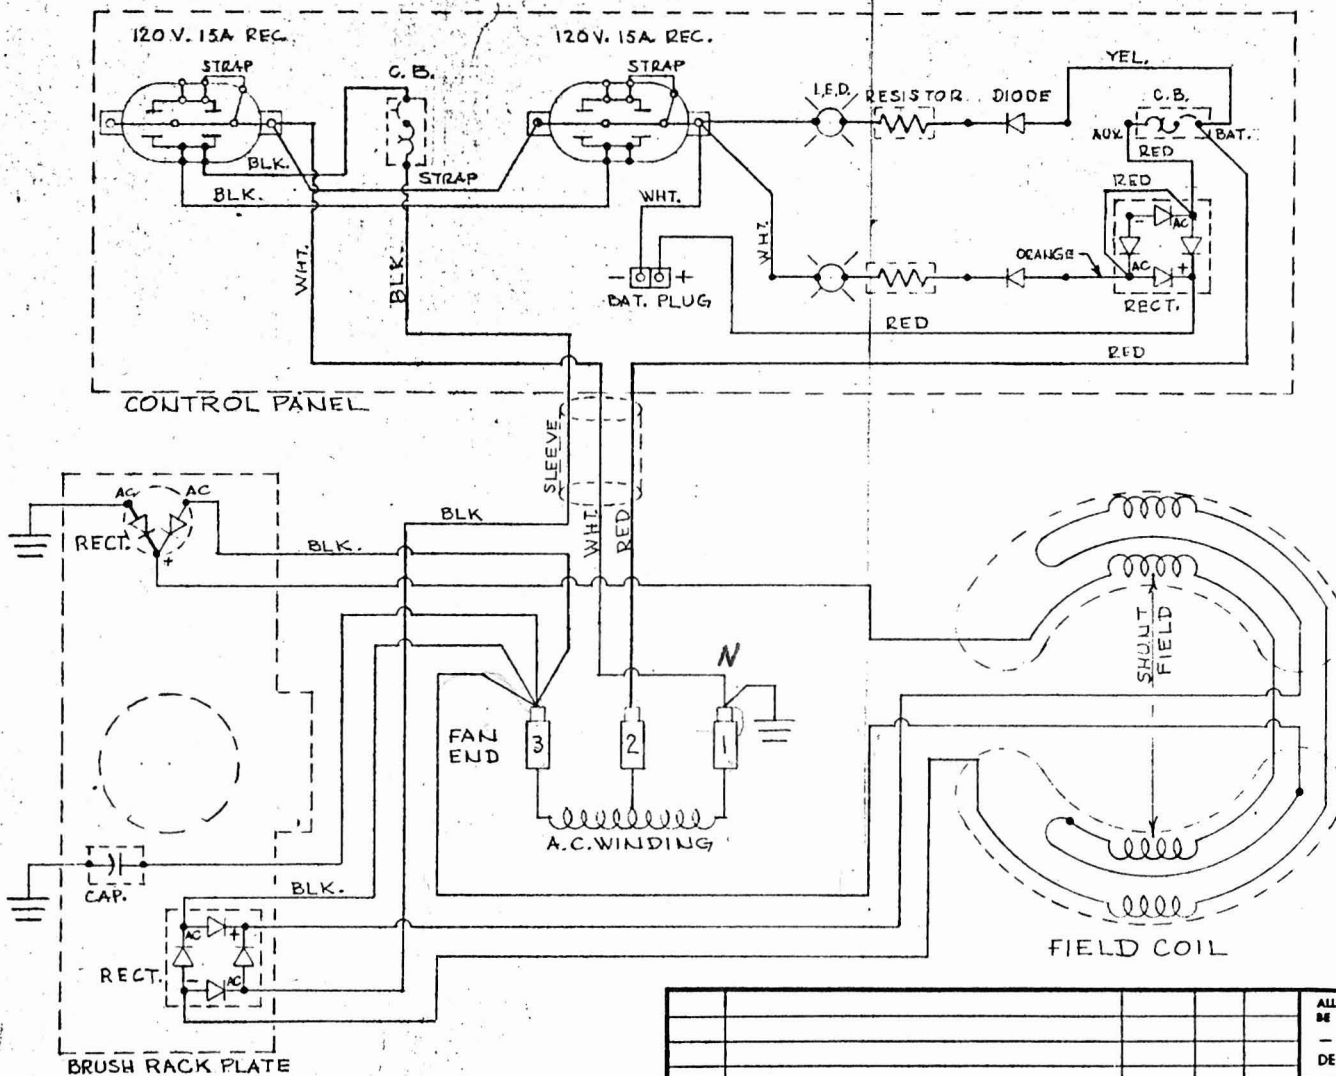 120 V. 15A REC.
120 V. 15A REC.
STRAP
C. B.
STRAP
YEL.
L.E.D.
RESISTOR
DIODE
C.B.
AUX.
BAT.
RED
BLK.
STRAP
BLK.
WHT.
RED
- AC
WHT.
BLK.
WHT.
ORANGE
AC +
- +
BAT. PLUG
RECT.
RED
RED
CONTROL PANEL
SLEEVE
AC
AC
BLK
WHT.
RED
RECT.
+
BLK.
SHUNT
FIELD
N
FAN
END
3
2
1
A.C. WINDING
CAP.
BLK.
AC +
RECT.
- AC
FIELD COIL
BRUSH RACK PLATE
ALL
BE
—
DE